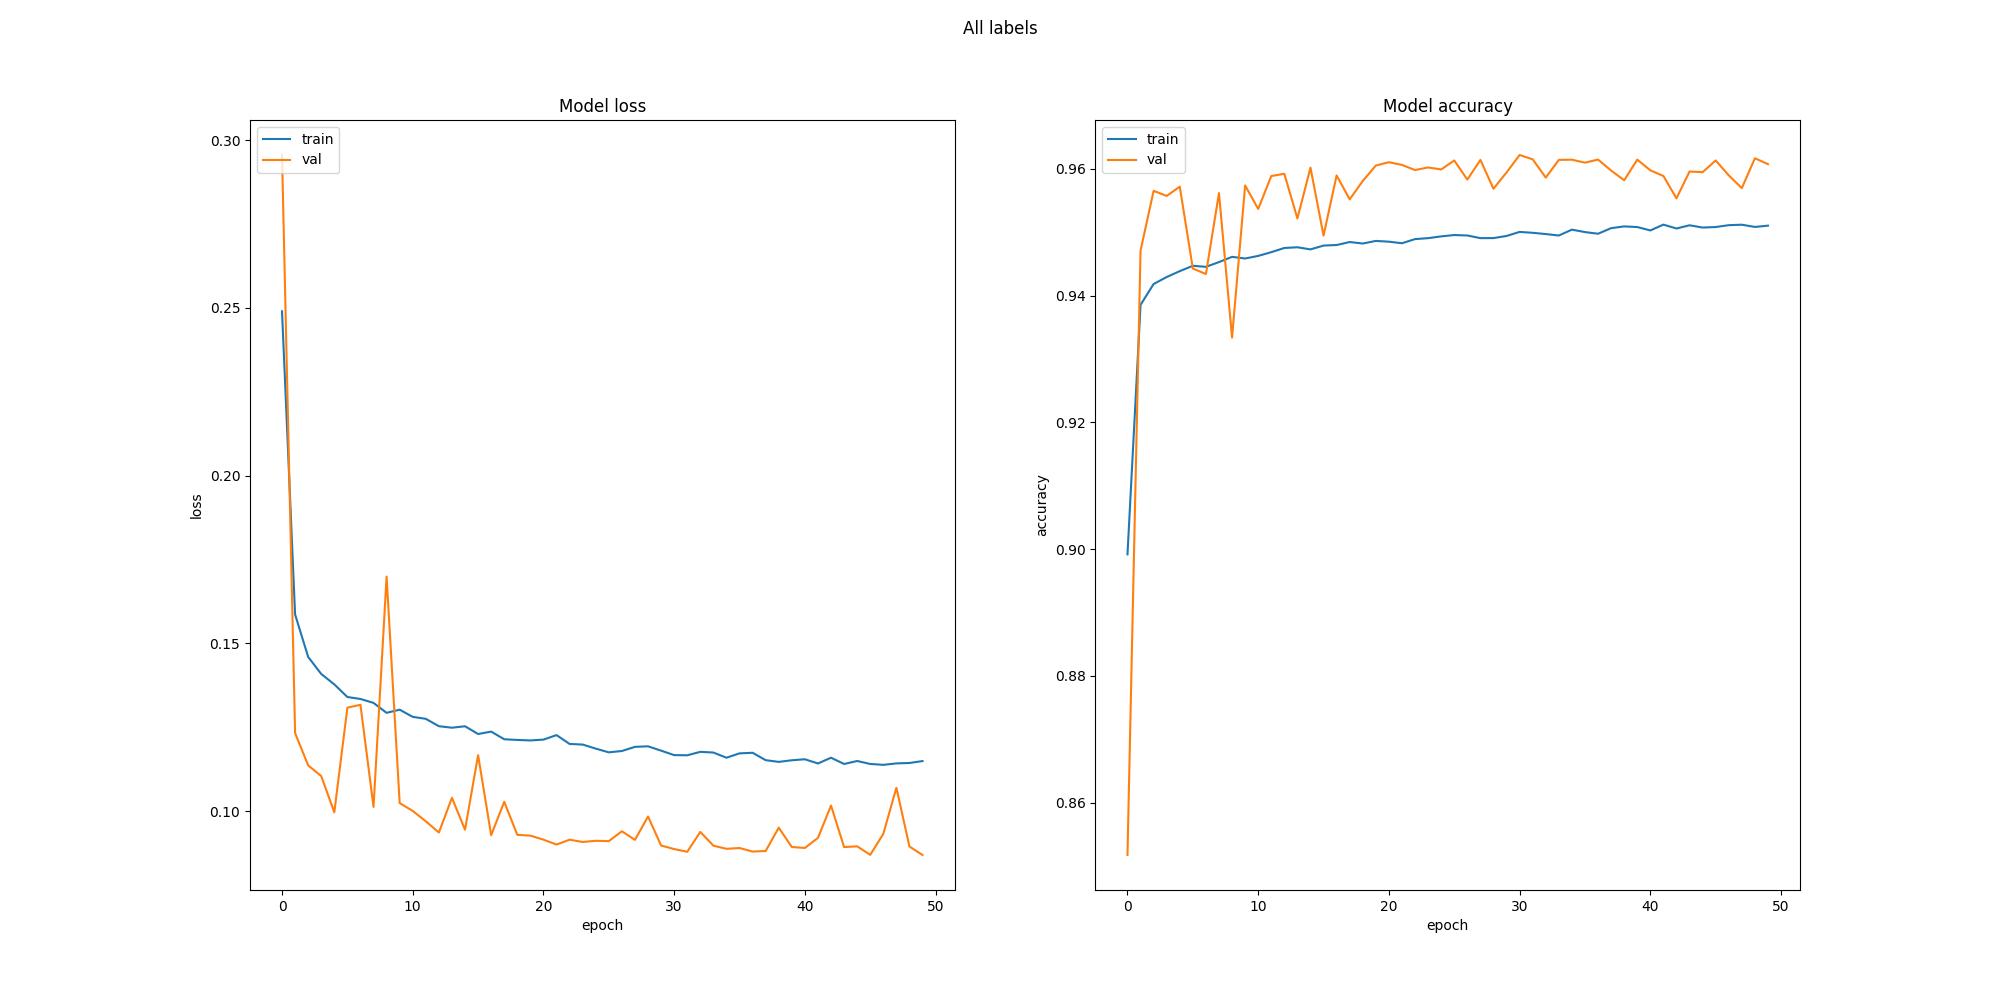 All labels
Model loss
train
val
0.30
0.25
0.20
0.15
0.10
loss
0 10 20 30 40 50
epoch
Model accuracy
train
val
0.96
0.94
0.92
0.90
0.88
0.86
accuracy
0 10 20 30 40 50
epoch